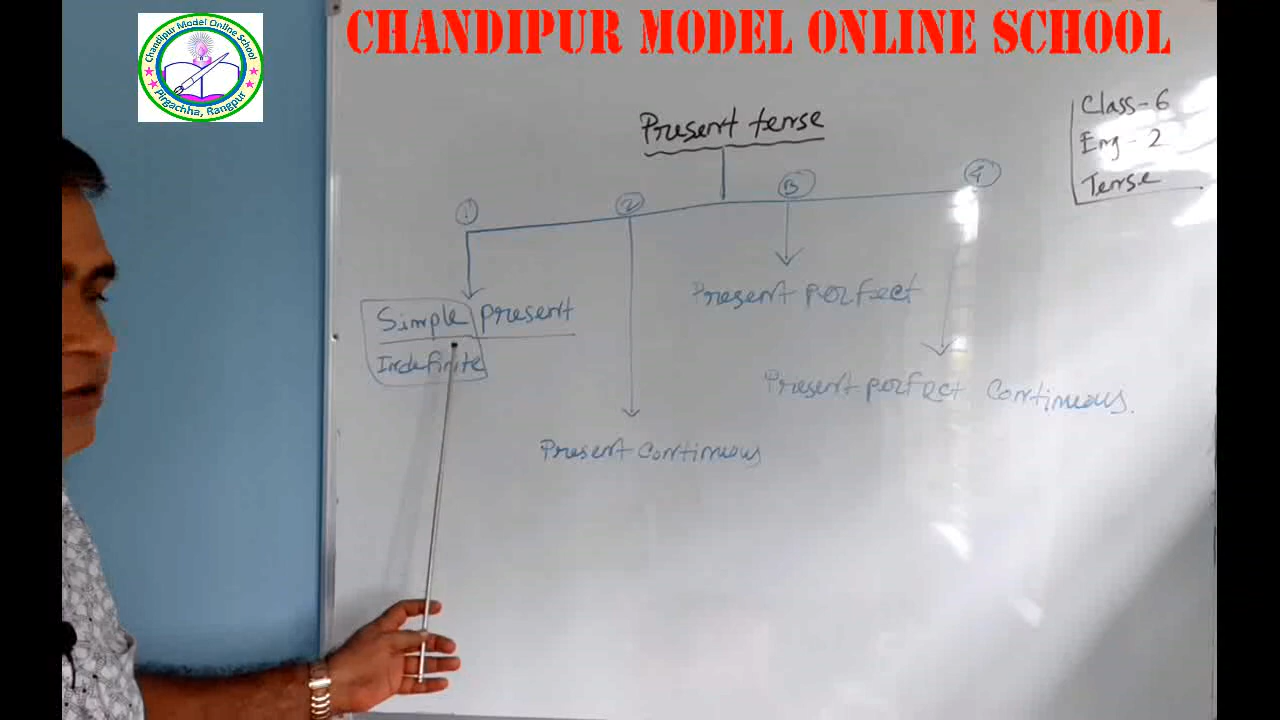 CHANDIPUR MODEL ONLINE SCHOOL
Chandipur Model Online School
Pirgachha, Rangpur
Class-6
Eng-2
Tense
Present tense
1
2
3
4
Simple present
Indefinite
Present perfect
Present perfect continuous.
Present continuous